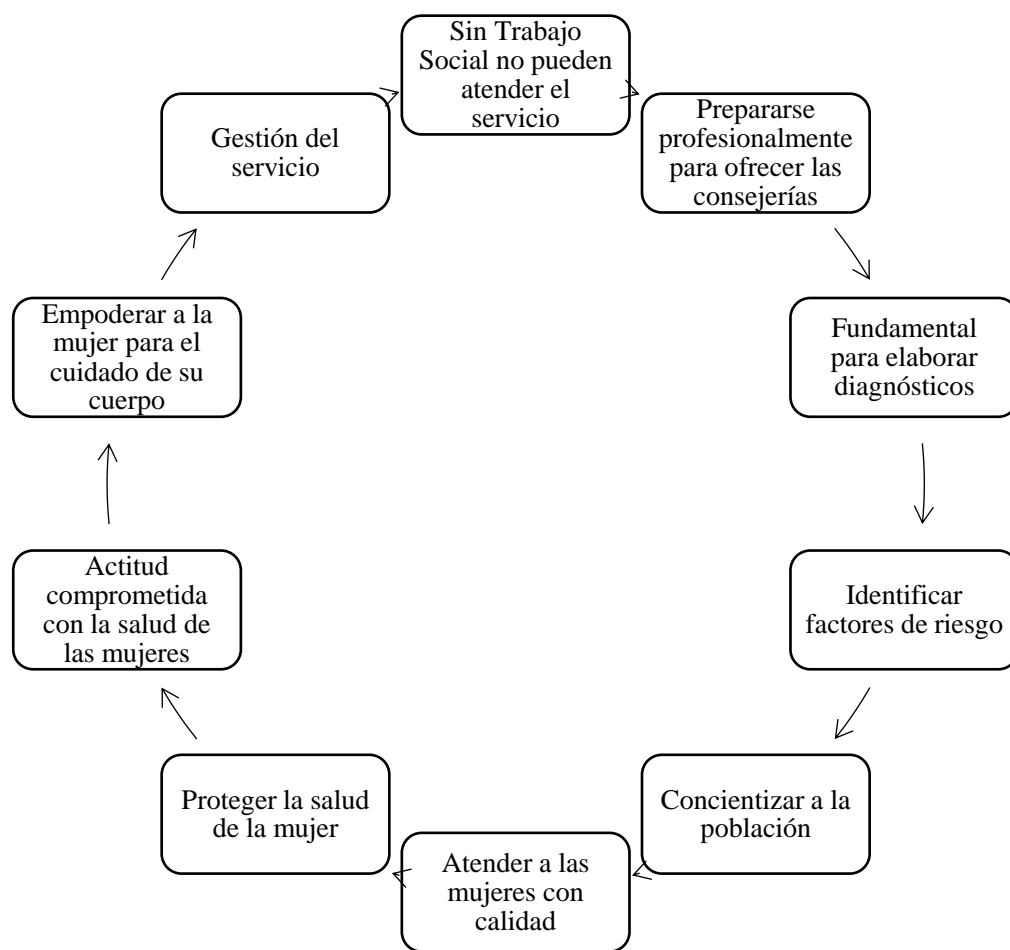 Sin Trabajo
Social no pueden
atender el
servicio
Prepararse
profesionalmente
para ofrecer las
consejerías
Fundamental
para elaborar
diagnósticos
Identificar
factores de riesgo
Concientizar a la
población
Atender a las
mujeres con
calidad
Proteger la salud
de la mujer
Actitud
comprometida
con la salud de
las mujeres
Empoderar a la
mujer para el
cuidado de su
cuerpo
Gestión del
servicio